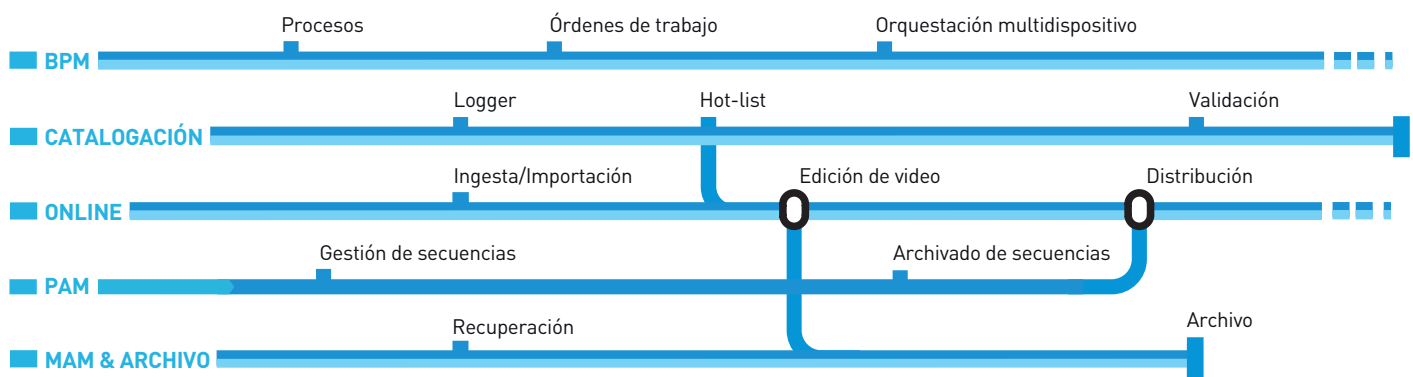 Procesos
Órdenes de trabajo
Orquestación multidispositivo
BPM
Logger
Hot-list
Validación
CATALOGACIÓN
Ingesta/Importación
Edición de video
Distribución
ONLINE
Gestión de secuencias
Archivado de secuencias
PAM
Recuperación
Archivo
MAM & ARCHIVO